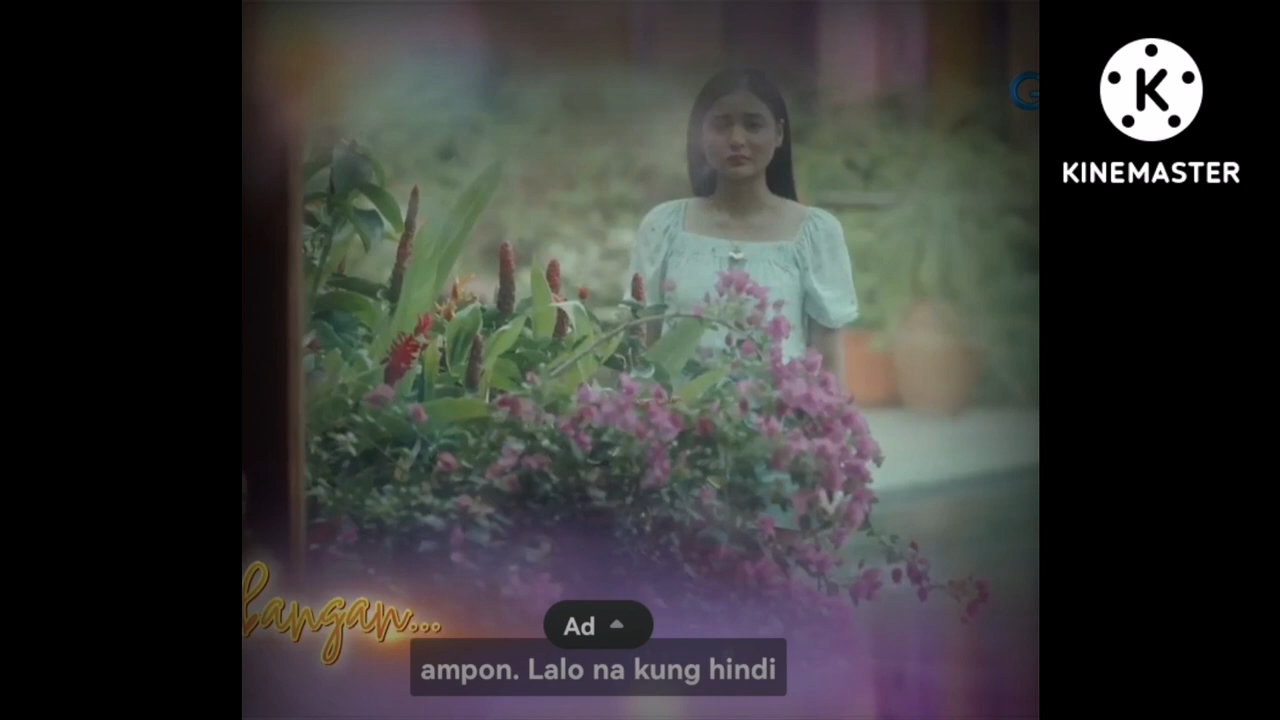 K
KINEMASTER
G
langan...
Ad
ampon. Lalo na kung hindi